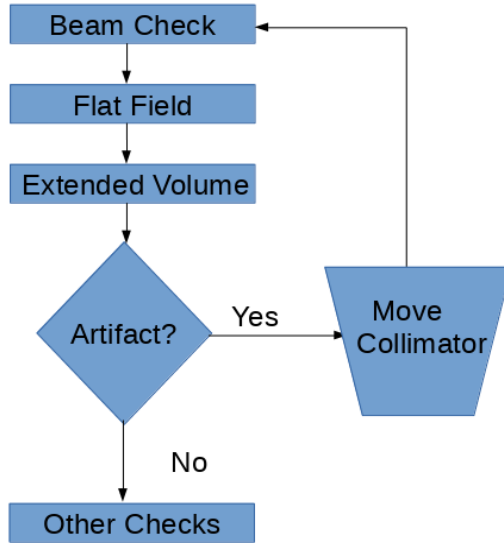 Beam Check
Flat Field
Extended Volume
Artifact?
Yes
Move
Collimator
No
Other Checks